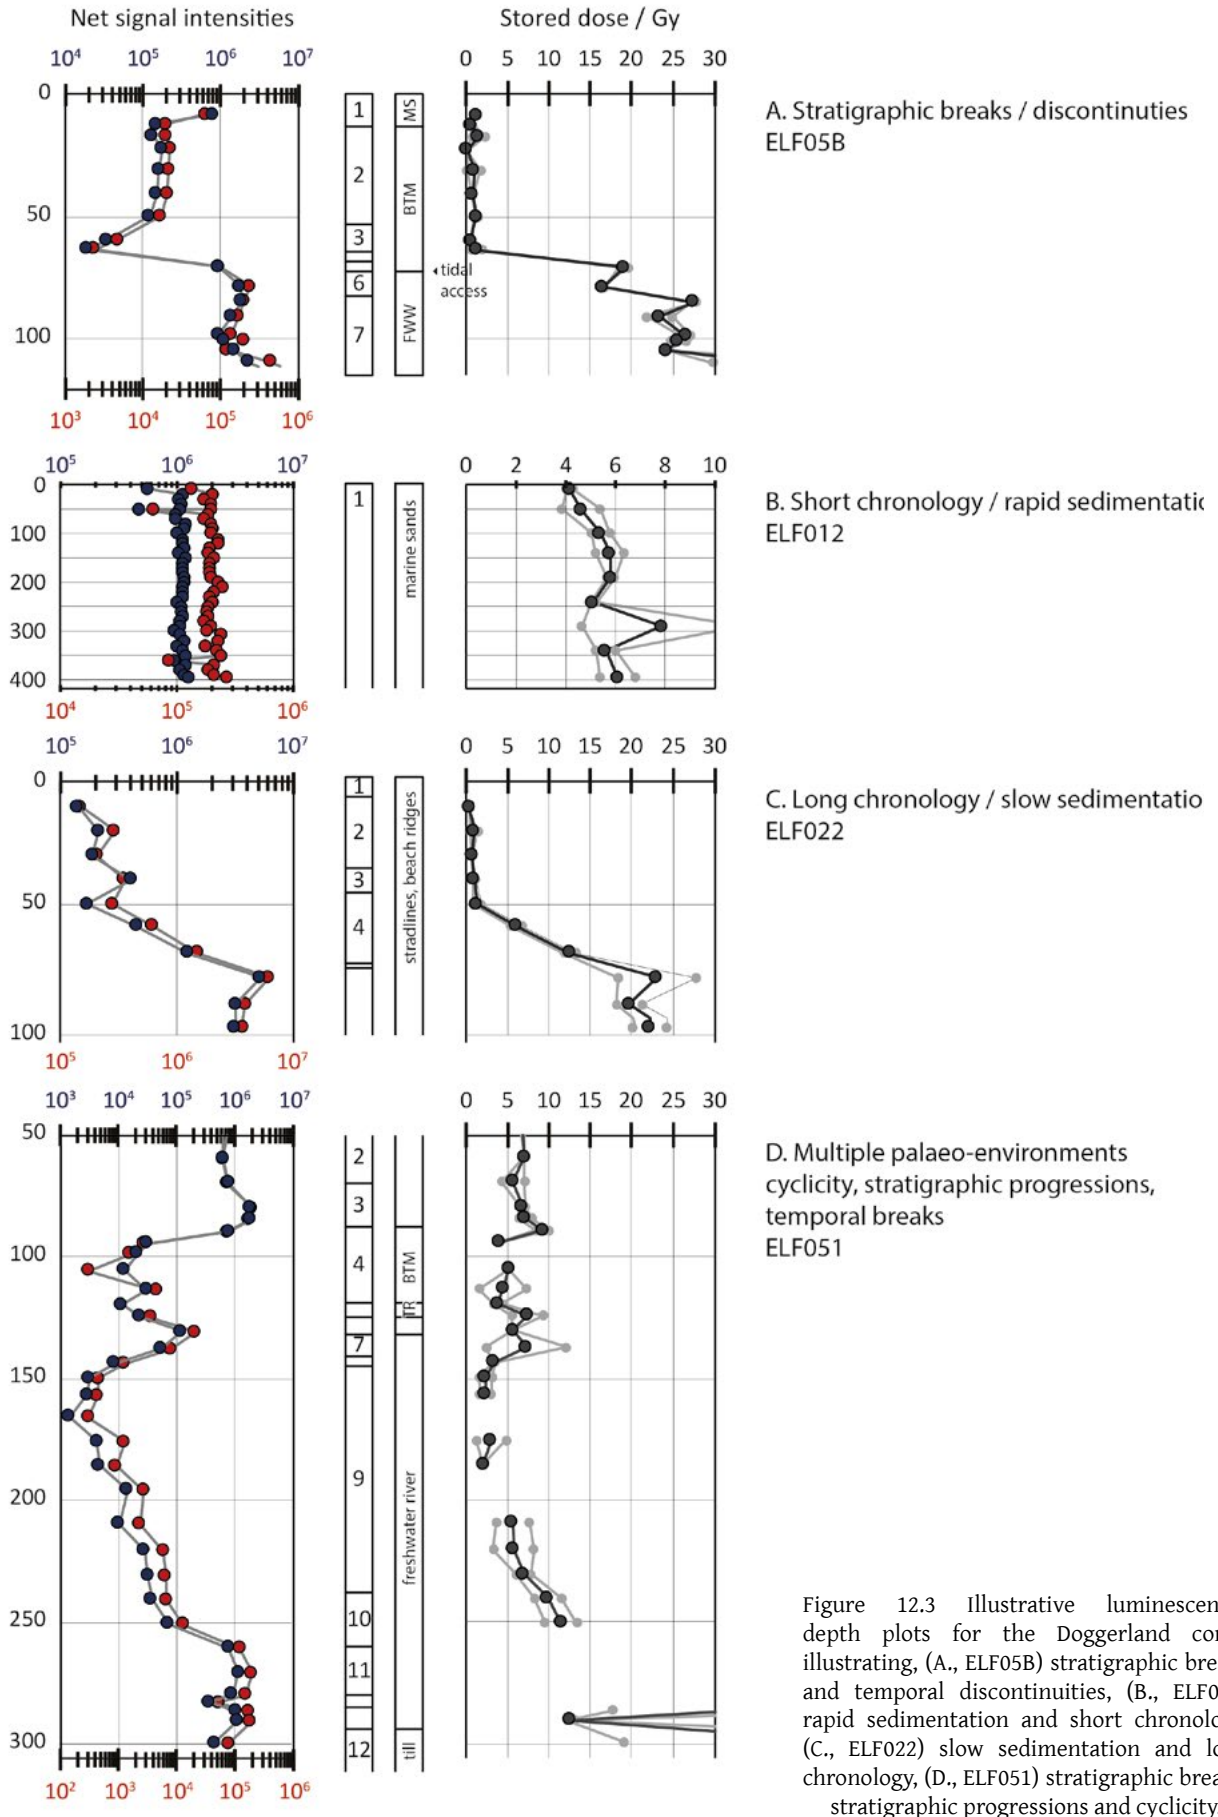 Net signal intensities
Stored dose / Gy
10⁴ 10⁵ 10⁶ 10⁷
0 5 10 15 20 25 30
10³ 10⁴ 10⁵ 10⁶
0
50
100
1
2
3
6
7
MS
BTM
FWW
tidal
access
A. Stratigraphic breaks / discontinuties
ELF05B
10⁵ 10⁶ 10⁷
0 2 4 6 8 10
0
100
200
300
400
1
marine sands
10⁴ 10⁵ 10⁶
B. Short chronology / rapid sedimentatic
ELF012
10⁵ 10⁶ 10⁷
0 5 10 15 20 25 30
0
50
100
1
2
3
4
stradlines, beach ridges
10⁵ 10⁶ 10⁷
C. Long chronology / slow sedimentatio
ELF022
10³ 10⁴ 10⁵ 10⁶ 10⁷
0 5 10 15 20 25 30
50
100
150
200
250
300
2
3
4
7
9
10
11
12
BTM
TR
freshwater river
till
10² 10³ 10⁴ 10⁵ 10⁶
D. Multiple palaeo-environments
cyclicity, stratigraphic progressions,
temporal breaks
ELF051
Figure 12.3 Illustrative luminescen
depth plots for the Doggerland co
illustrating, (A., ELF05B) stratigraphic bre
and temporal discontinuities, (B., ELF0
rapid sedimentation and short chronolo
(C., ELF022) slow sedimentation and lo
chronology, (D., ELF051) stratigraphic brea
stratigraphic progressions and cyclicity